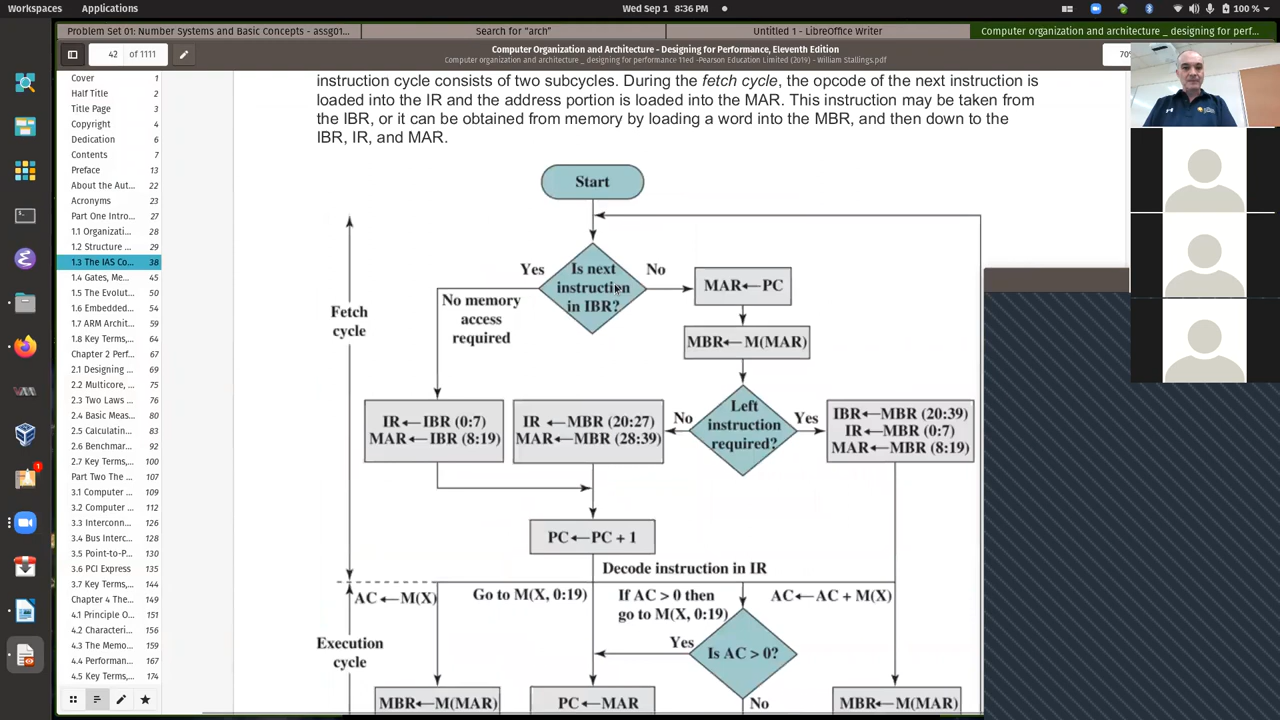 Workspaces
Applications
Wed Sep 1 8:36 PM
100 %
Problem Set 01: Number Systems and Basic Concepts - assg01...
Search for "arch"
Untitled 1 - LibreOffice Writer
Computer organization and architecture _ designing for perf...
42 of 1111
Computer Organization and Architecture - Designing for Performance, Eleventh Edition
Computer organization and architecture _ designing for performance 11ed -Pearson Education Limited (2019) - William Stallings.pdf
70%
Cover 1
Half Title 2
Title Page 3
Copyright 4
Dedication 6
Contents 7
Preface 13
About the Aut... 22
Acronyms 23
Part One Intro... 27
1.1 Organizati... 28
1.2 Structure ... 29
1.3 The IAS Co... 38
1.4 Gates, Me... 45
1.5 The Evolut... 50
1.6 Embedded... 54
1.7 ARM Archit... 59
1.8 Key Terms,... 64
Chapter 2 Perf... 67
2.1 Designing ... 69
2.2 Multicore, ... 75
2.3 Two Laws ... 77
2.4 Basic Meas... 80
2.5 Calculatin... 83
2.6 Benchmar... 92
2.7 Key Terms,... 100
Part Two The ... 107
3.1 Computer ... 109
3.2 Computer ... 112
3.3 Interconn... 126
3.4 Bus Interc... 128
3.5 Point-to-P... 130
3.6 PCI Express 135
3.7 Key Terms,... 144
Chapter 4 The... 149
4.1 Principle O... 151
4.2 Characteri... 156
4.3 The Memo... 159
4.4 Performan... 167
4.5 Key Terms,... 174
instruction cycle consists of two subcycles. During the fetch cycle, the opcode of the next instruction is
loaded into the IR and the address portion is loaded into the MAR. This instruction may be taken from
the IBR, or it can be obtained from memory by loading a word into the MBR, and then down to the
IBR, IR, and MAR.
Start
Yes
Is next
instruction
in IBR?
No
MAR←PC
No memory
access
required
Fetch
cycle
MBR←M(MAR)
IR←IBR (0:7)
MAR←IBR (8:19)
IR ←MBR (20:27)
MAR←MBR (28:39)
No
Left
instruction
required?
Yes
IBR←MBR (20:39)
IR←MBR (0:7)
MAR←MBR (8:19)
PC←PC + 1
Decode instruction in IR
AC←M(X)
Go to M(X, 0:19)
If AC > 0 then
go to M(X, 0:19)
AC←AC + M(X)
Execution
cycle
Yes
Is AC > 0?
MBR←M(MAR)
PC←MAR
No
MBR←M(MAR)